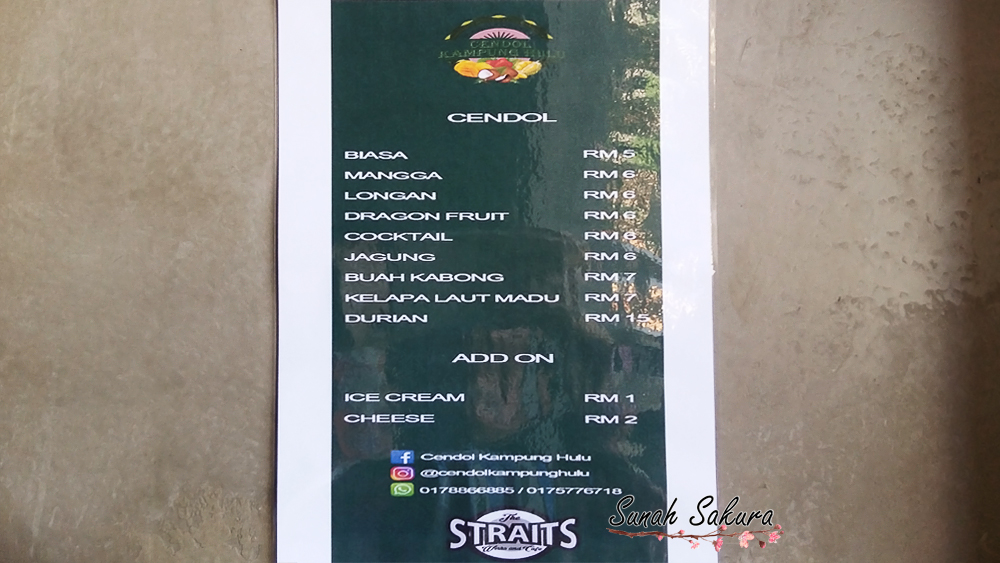 CENDOL
KAMPUNG HULU
CENDOL
BIASA RM 5
MANGGA RM 6
LONGAN RM 6
DRAGON FRUIT RM 6
COCKTAIL RM 6
JAGUNG RM 6
BUAH KABONG RM 7
KELAPA LAUT MADU RM 7
DURIAN RM 15
ADD ON
ICE CREAM RM 1
CHEESE RM 2
Cendol Kampung Hulu
@cendolkampunghulu
0178866885 / 0175776718
The
STRAITS
and Cafe
Sunah Sakura